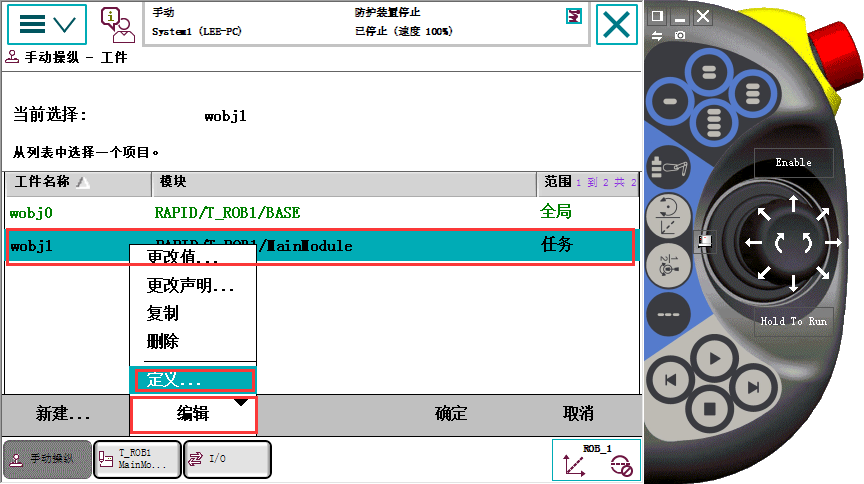 手动
System1 (LEE-PC)
防护装置停止
已停止 (速度 100%)
手动操纵 - 工件
当前选择:
wobj1
从列表中选择一个项目。
工件名称
模块
范围 1 到 2 共 2
wobj0
RAPID/T_ROB1/BASE
全局
wobj1
RAPID/T_ROB1/MainModule
任务
更改值...
更改声明...
复制
删除
定义...
新建...
编辑
确定
取消
手动操纵
T_ROB1
MainMo...
I/O
ROB_1
Enable
Hold To Run